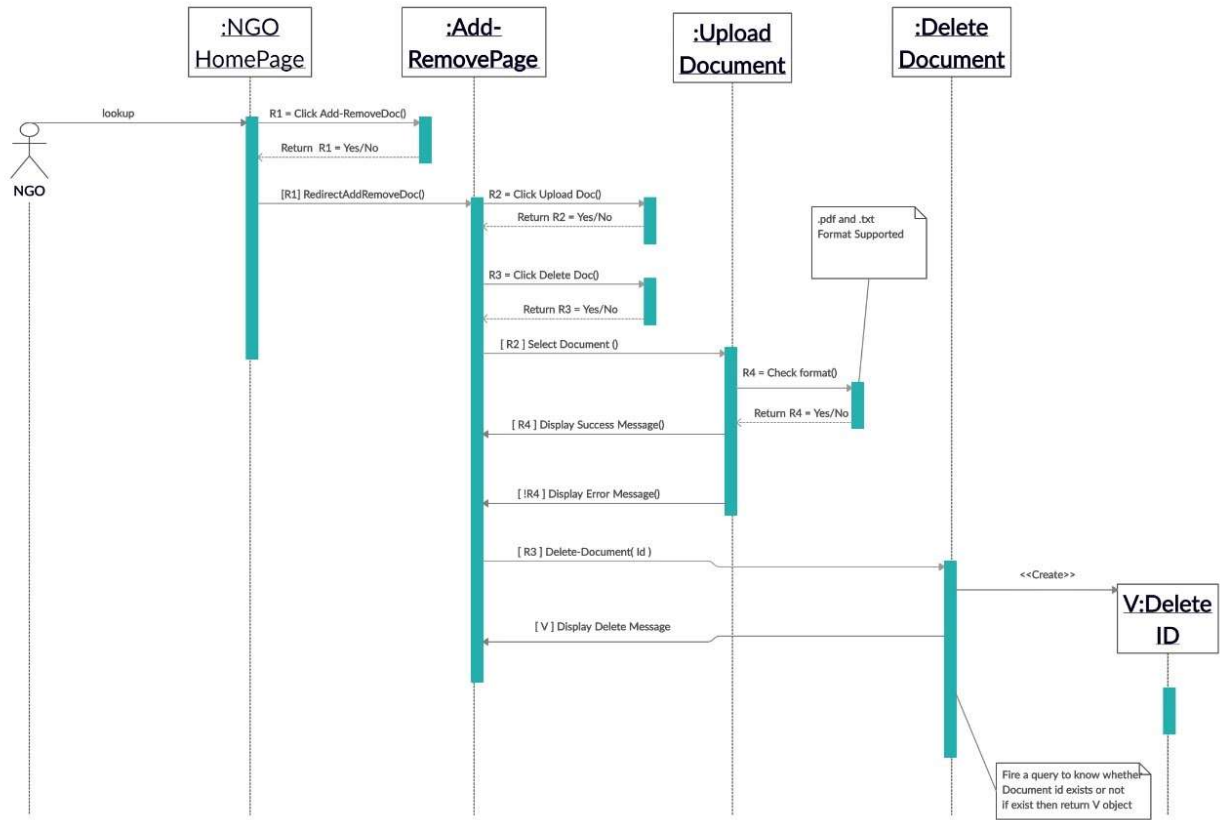 :NGO
HomePage
:Add-
RemovePage
:Upload
Document
:Delete
Document
lookup
R1 = Click Add-RemoveDoc()
Return R1 = Yes/No
NGO
[R1] RedirectAddRemoveDoc()
R2 = Click Upload Doc()
Return R2 = Yes/No
.pdf and .txt
Format Supported
R3 = Click Delete Doc()
Return R3 = Yes/No
[ R2 ] Select Document ()
R4 = Check format()
Return R4 = Yes/No
[ R4 ] Display Success Message()
[ !R4 ] Display Error Message()
[ R3 ] Delete-Document( Id )
<<Create>>
V:Delete
ID
[ V ] Display Delete Message
Fire a query to know whether
Document id exists or not
if exist then return V object